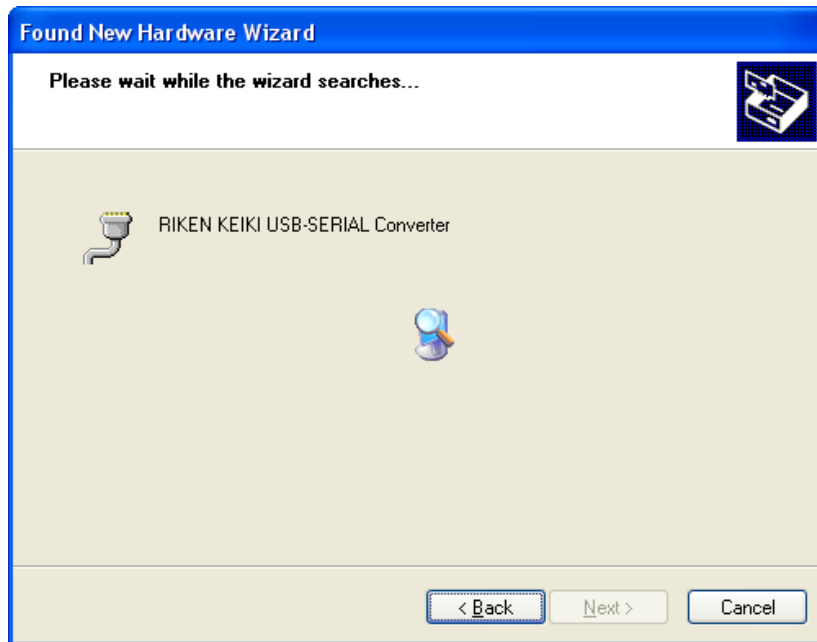 Found New Hardware Wizard
Please wait while the wizard searches...
RIKEN KEIKI USB-SERIAL Converter
< Back
Next >
Cancel